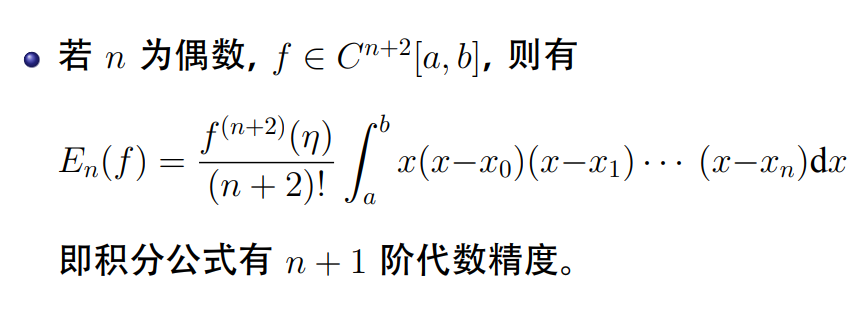 若 n 为偶数, f ∈ C^{n+2}[a, b], 则有
E_n(f) = \frac{f^{(n+2)}(η)}{(n + 2)!} ∫_a^b x(x−x_0)(x−x_1) ⋯ (x−x_n)dx
即积分公式有 n + 1 阶代数精度。